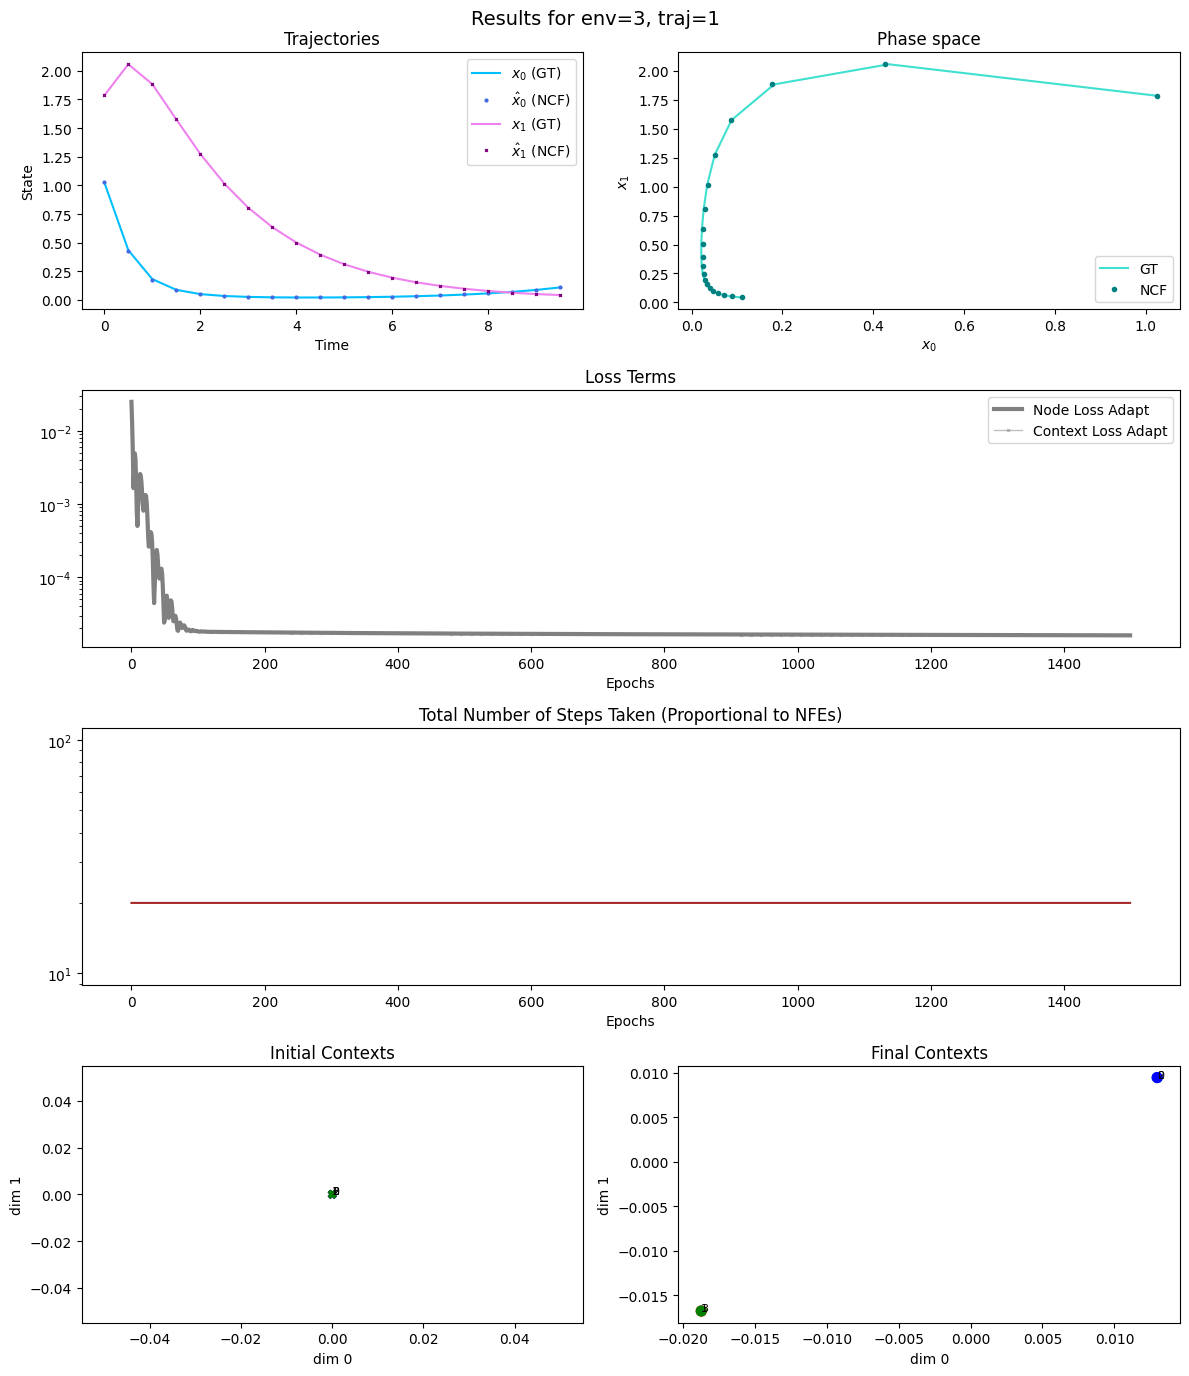 Results for env=3, traj=1
Trajectories
2.00
1.75
1.50
1.25
1.00
0.75
0.50
0.25
0.00
State
0
2
4
6
8
Time
x₀ (GT)
x̂₀ (NCF)
x₁ (GT)
x̂₁ (NCF)
Phase space
2.00
1.75
1.50
1.25
1.00
0.75
0.50
0.25
0.00
x₁
0.0
0.2
0.4
0.6
0.8
1.0
x₀
GT
NCF
Loss Terms
10⁻²
10⁻³
10⁻⁴
0
200
400
600
800
1000
1200
1400
Epochs
Node Loss Adapt
Context Loss Adapt
Total Number of Steps Taken (Proportional to NFEs)
10²
10¹
0
200
400
600
800
1000
1200
1400
Epochs
Initial Contexts
0.04
0.02
0.00
−0.02
−0.04
dim 1
−0.04
−0.02
0.00
0.02
0.04
dim 0
Final Contexts
0.010
0.005
0.000
−0.005
−0.010
−0.015
dim 1
−0.020
−0.015
−0.010
−0.005
0.000
0.005
0.010
dim 0